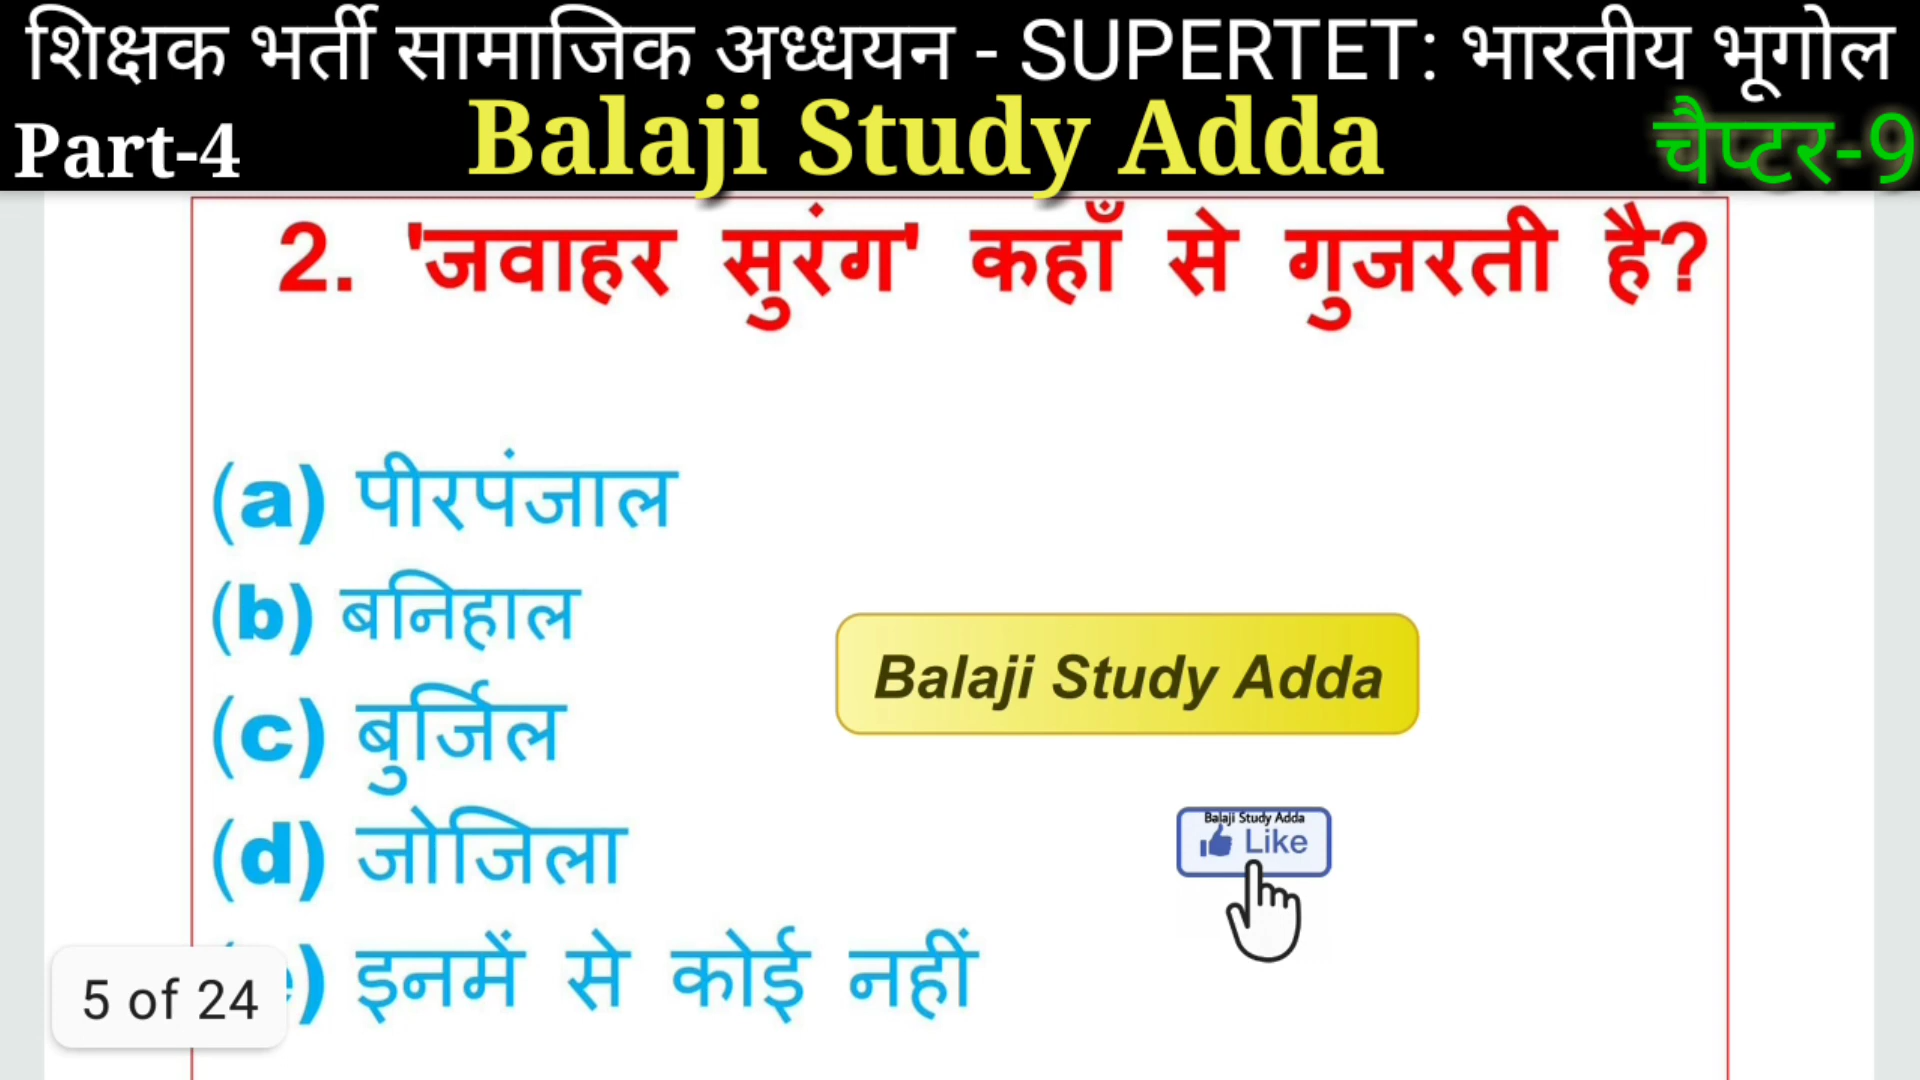 शिक्षक भर्ती सामाजिक अध्धयन - SUPERTET: भारतीय भूगोल
Part-4 Balaji Study Adda चैप्टर-9
2. 'जवाहर सुरंग' कहाँ से गुजरती है?
(a) पीरपंजाल
(b) बनिहाल
(c) बुर्जिल
Balaji Study Adda
(d) जोजिला
Balaji Study Adda
Like
) इनमें से कोई नहीं
5 of 24